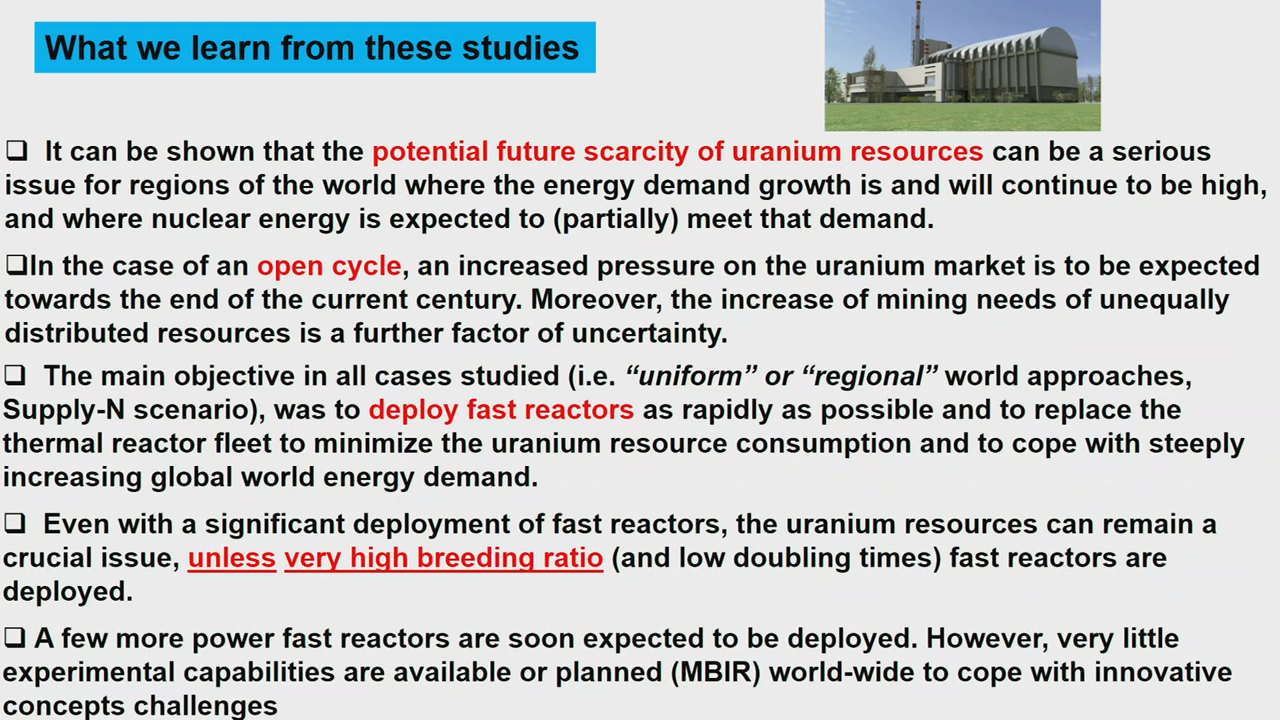 What we learn from these studies
❑ It can be shown that the potential future scarcity of uranium resources can be a serious
issue for regions of the world where the energy demand growth is and will continue to be high,
and where nuclear energy is expected to (partially) meet that demand.
❑In the case of an open cycle, an increased pressure on the uranium market is to be expected
towards the end of the current century. Moreover, the increase of mining needs of unequally
distributed resources is a further factor of uncertainty.
❑ The main objective in all cases studied (i.e. “uniform” or “regional” world approaches,
Supply-N scenario), was to deploy fast reactors as rapidly as possible and to replace the
thermal reactor fleet to minimize the uranium resource consumption and to cope with steeply
increasing global world energy demand.
❑ Even with a significant deployment of fast reactors, the uranium resources can remain a
crucial issue, unless very high breeding ratio (and low doubling times) fast reactors are
deployed.
❑ A few more power fast reactors are soon expected to be deployed. However, very little
experimental capabilities are available or planned (MBIR) world-wide to cope with innovative
concepts challenges